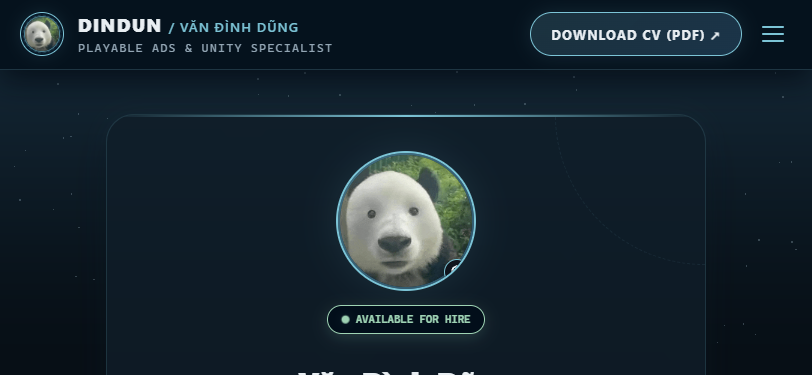 DINDUN / VĂN ĐÌNH DŨNG
PLAYABLE ADS & UNITY SPECIALIST
DOWNLOAD CV (PDF) ↗
AVAILABLE FOR HIRE